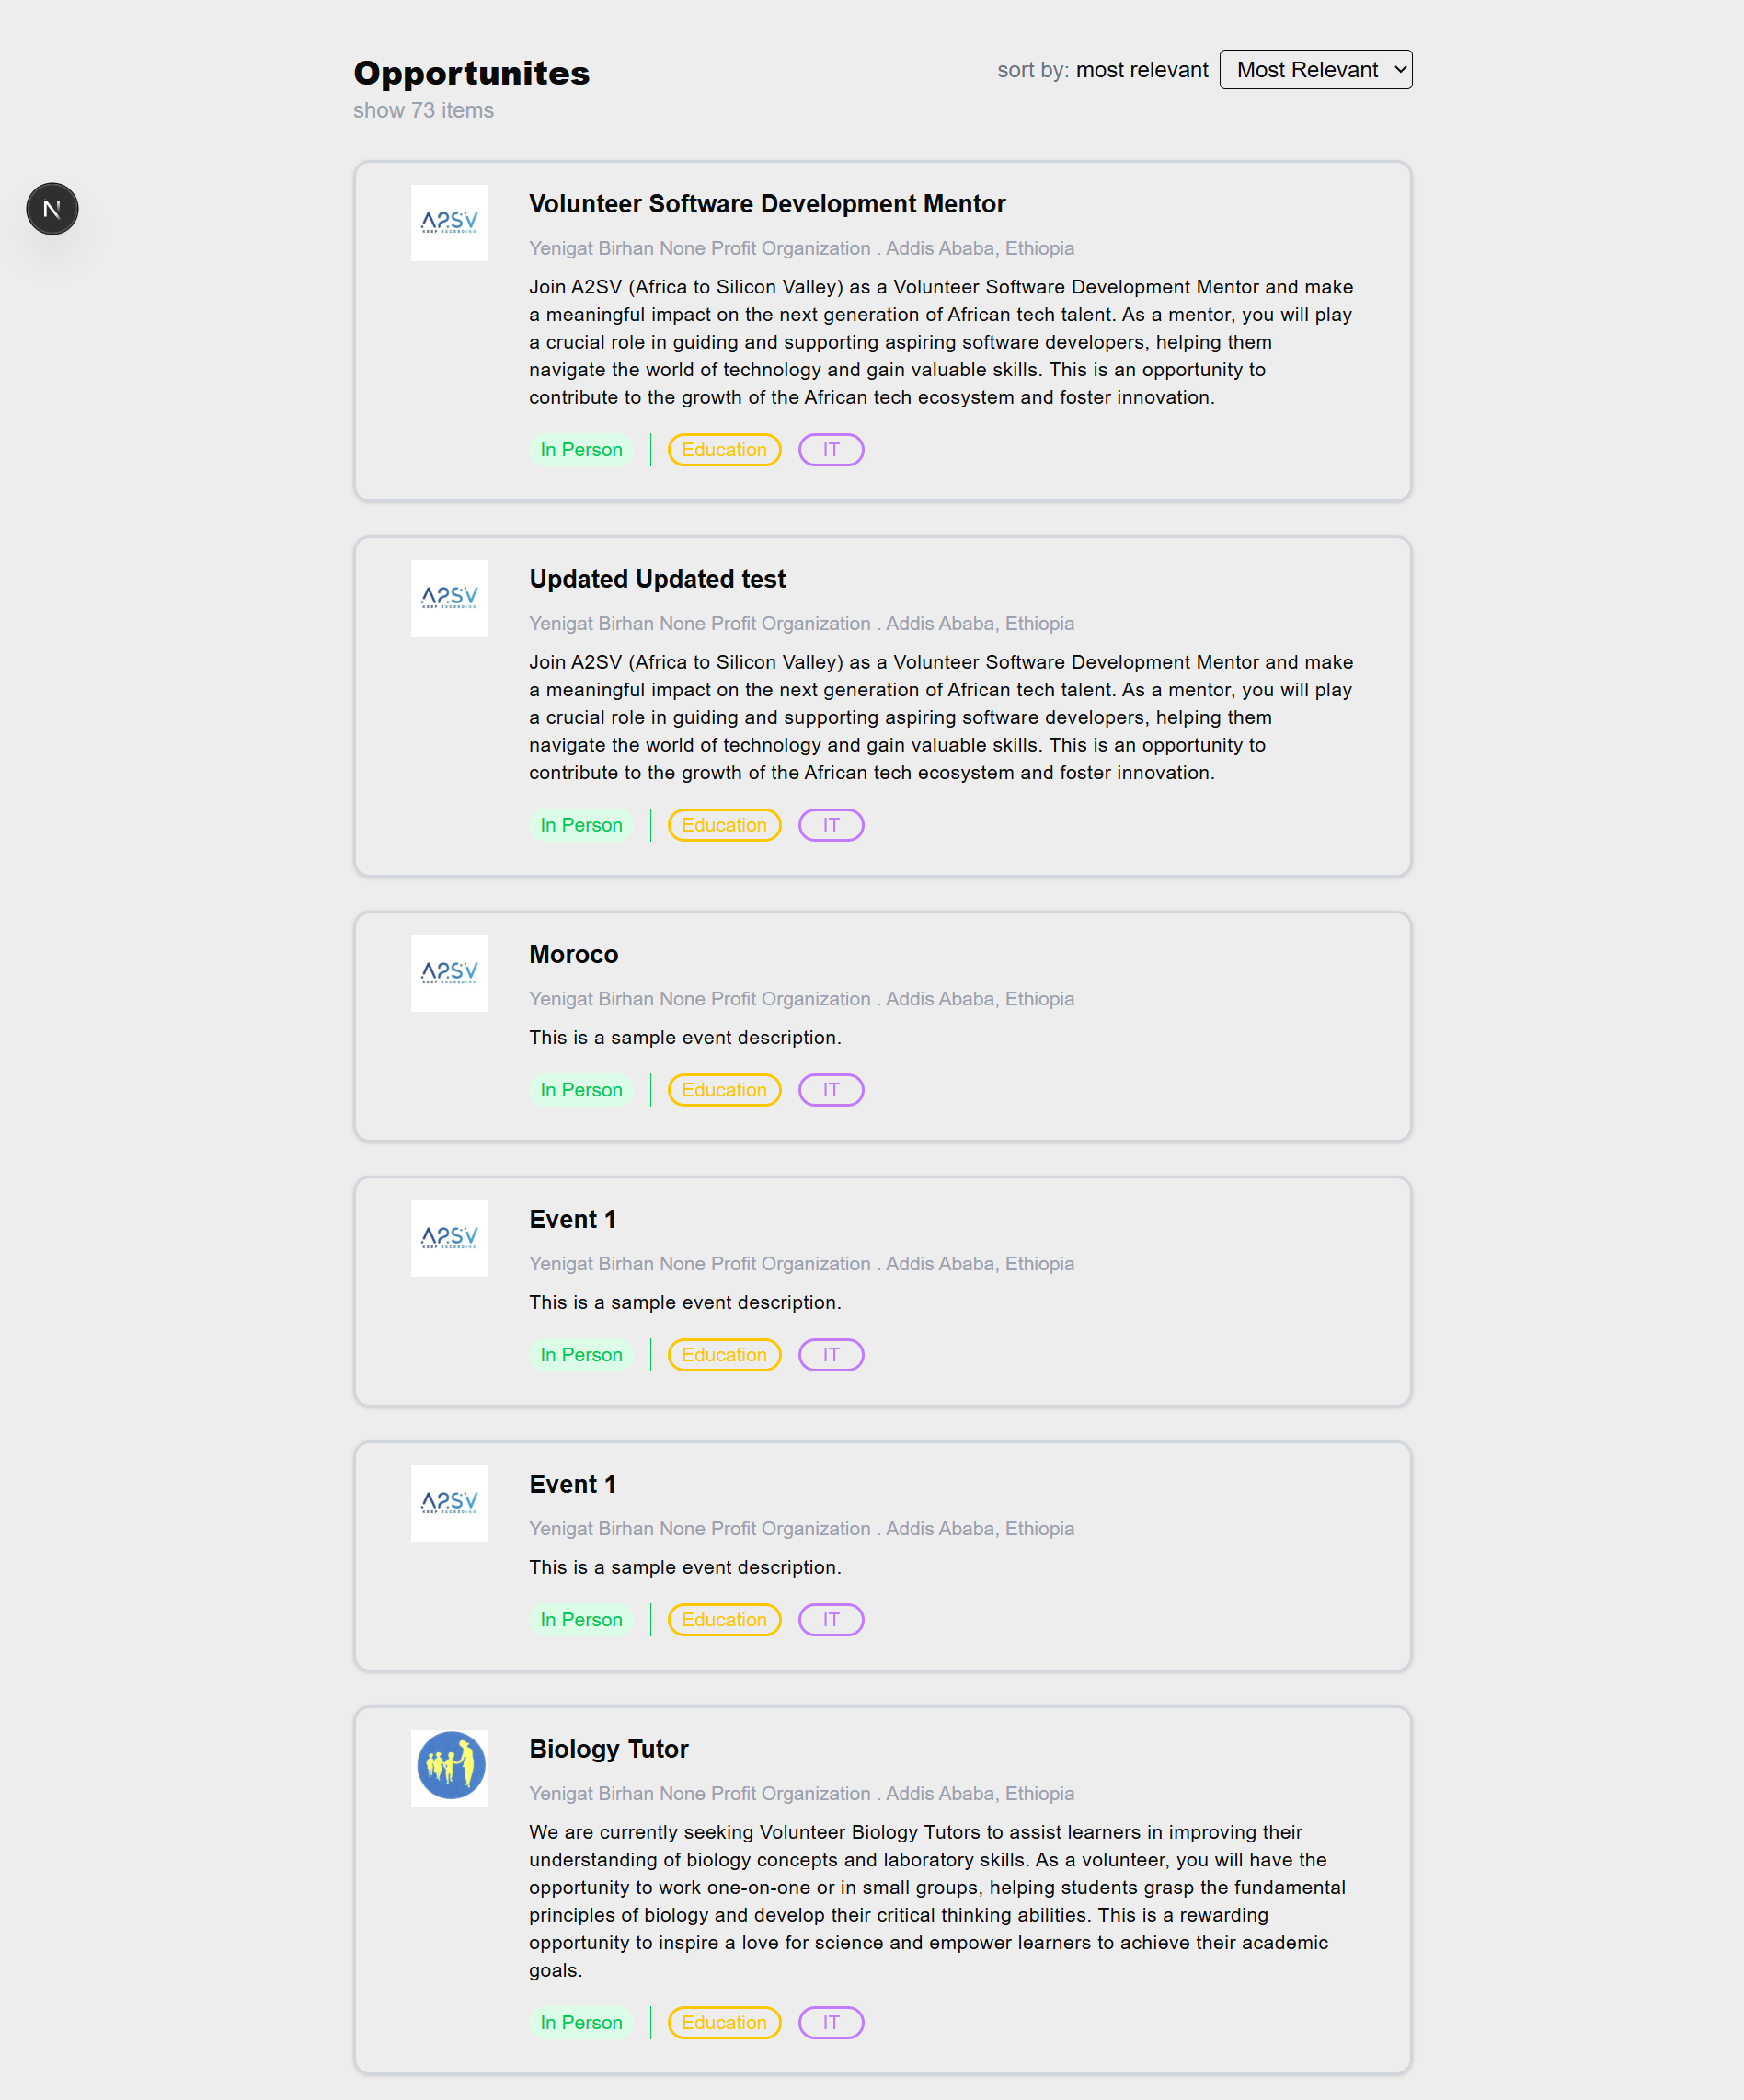 Opportunites
show 73 items
sort by: most relevant Most Relevant
N
A2SV
Volunteer Software Development Mentor
Yenigat Birhan None Profit Organization . Addis Ababa, Ethiopia
Join A2SV (Africa to Silicon Valley) as a Volunteer Software Development Mentor and make
a meaningful impact on the next generation of African tech talent. As a mentor, you will play
a crucial role in guiding and supporting aspiring software developers, helping them
navigate the world of technology and gain valuable skills. This is an opportunity to
contribute to the growth of the African tech ecosystem and foster innovation.
In Person Education IT
A2SV
Updated Updated test
Yenigat Birhan None Profit Organization . Addis Ababa, Ethiopia
Join A2SV (Africa to Silicon Valley) as a Volunteer Software Development Mentor and make
a meaningful impact on the next generation of African tech talent. As a mentor, you will play
a crucial role in guiding and supporting aspiring software developers, helping them
navigate the world of technology and gain valuable skills. This is an opportunity to
contribute to the growth of the African tech ecosystem and foster innovation.
In Person Education IT
A2SV
Moroco
Yenigat Birhan None Profit Organization . Addis Ababa, Ethiopia
This is a sample event description.
In Person Education IT
A2SV
Event 1
Yenigat Birhan None Profit Organization . Addis Ababa, Ethiopia
This is a sample event description.
In Person Education IT
A2SV
Event 1
Yenigat Birhan None Profit Organization . Addis Ababa, Ethiopia
This is a sample event description.
In Person Education IT
Biology Tutor
Yenigat Birhan None Profit Organization . Addis Ababa, Ethiopia
We are currently seeking Volunteer Biology Tutors to assist learners in improving their
understanding of biology concepts and laboratory skills. As a volunteer, you will have the
opportunity to work one-on-one or in small groups, helping students grasp the fundamental
principles of biology and develop their critical thinking abilities. This is a rewarding
opportunity to inspire a love for science and empower learners to achieve their academic
goals.
In Person Education IT